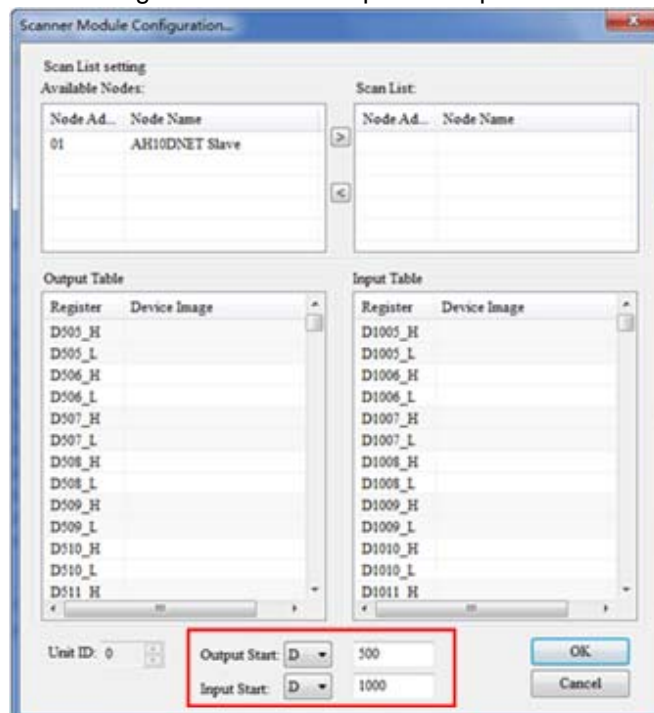 Scanner Module Configuration...
Scan List setting
Available Nodes:
Scan List:
Node Ad... Node Name
Node Ad... Node Name
01 AH10DNET Slave
>
<
Output Table
Input Table
Register Device Image
Register Device Image
D505_H
D1005_H
D505_L
D1005_L
D506_H
D1006_H
D506_L
D1006_L
D507_H
D1007_H
D507_L
D1007_L
D508_H
D1008_H
D508_L
D1008_L
D509_H
D1009_H
D509_L
D1009_L
D510_H
D1010_H
D510_L
D1010_L
D511_H
D1011_H
Unit ID: 0
Output Start: D 500
OK
Input Start: D 1000
Cancel